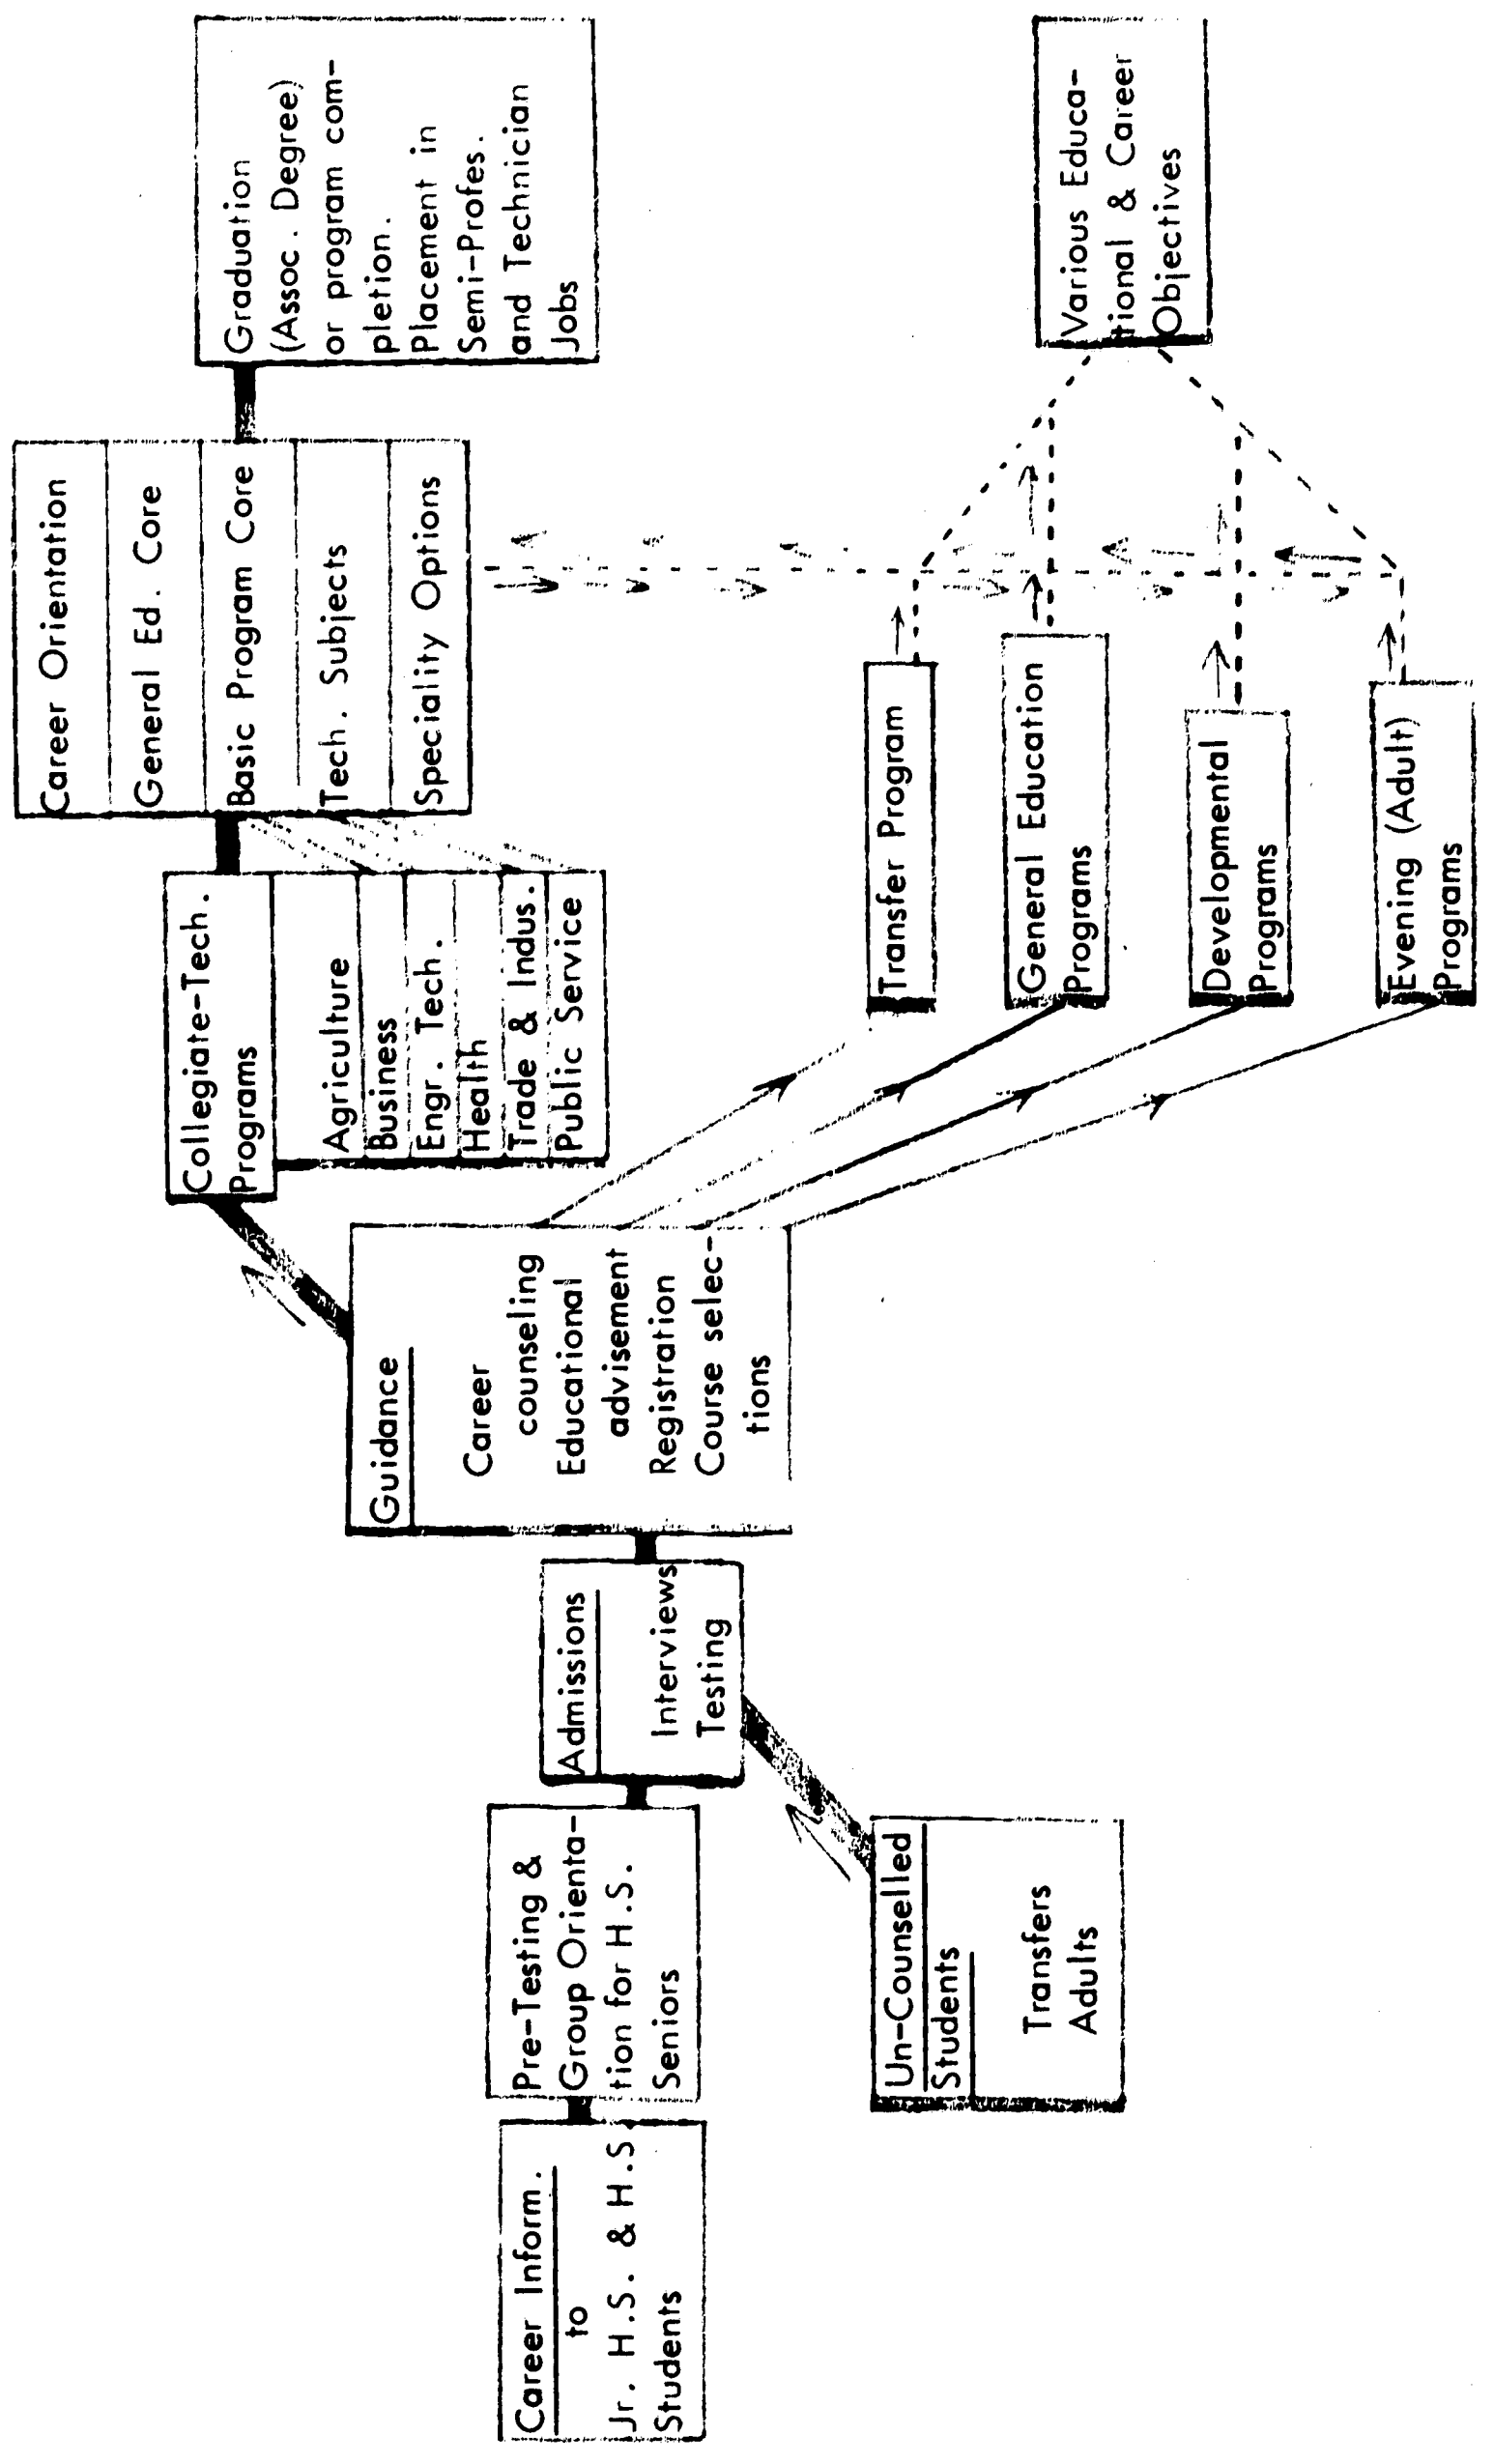 Career Inform.
to
Jr. H.S. & H.S.
Students
Pre-Testing &
Group Orienta-
tion for H.S.
Seniors
Un-Counselled
Students
Transfers
Adults
Admissions
Interviews
Testing
Guidance
Career
counseling
Educational
advisement
Registration
Course selec-
tions
Collegiate-Tech.
Programs
Agriculture
Business
Engr. Tech.
Health
Trade & Indus.
Public Service
Career Orientation
General Ed. Core
Basic Program Core
Tech. Subjects
Speciality Options
Graduation
(Assoc. Degree)
or program com-
pletion.
Placement in
Semi-Profes.
and Technician
Jobs
Transfer Program
General Education
Programs
Developmental
Programs
Evening (Adult)
Programs
Various Educa-
tional & Career
Objectives